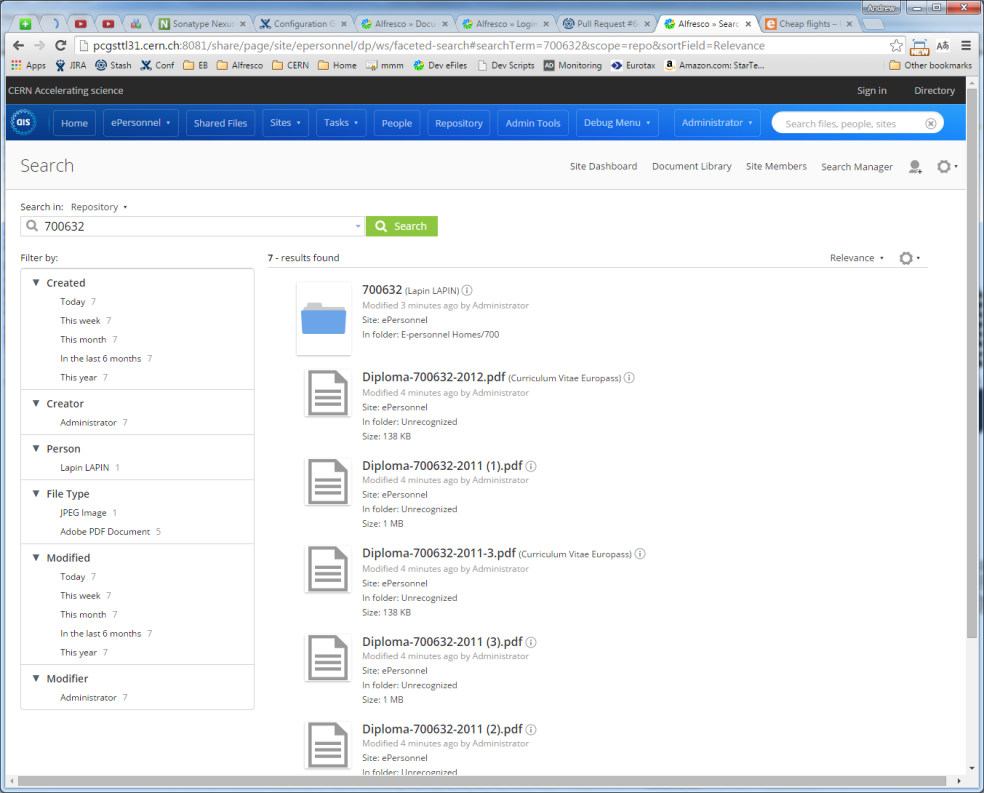 Andrew
Sonatype Nexus
Configuration G
Alfresco » Docu
Alfresco » Login
Pull Request #6
Alfresco » Searc
Cheap flights –
pcgsttl31.cern.ch:8081/share/page/site/epersonnel/dp/ws/faceted-search#searchTerm=700632&scope=repo&sortField=Relevance
NEW
Apps JIRA Stash Conf EB Alfresco CERN Home mmm Dev eFiles Dev Scripts AD Monitoring Eurotax Amazon.com: StarTe... Other bookmarks
CERN Accelerating science Sign in Directory
ais Home ePersonnel Shared Files Sites Tasks People Repository Admin Tools Debug Menu Administrator Search files, people, sites
Search Site Dashboard Document Library Site Members Search Manager
Search in: Repository
700632 Search
Filter by:
Created
Today 7
This week 7
This month 7
In the last 6 months 7
This year 7
Creator
Administrator 7
Person
Lapin LAPIN 1
File Type
JPEG Image 1
Adobe PDF Document 5
Modified
Today 7
This week 7
This month 7
In the last 6 months 7
This year 7
Modifier
Administrator 7
7 - results found Relevance
700632 (Lapin LAPIN)
Modified 3 minutes ago by Administrator
Site: ePersonnel
In folder: E-personnel Homes/700
Diploma-700632-2012.pdf (Curriculum Vitae Europass)
Modified 4 minutes ago by Administrator
Site: ePersonnel
In folder: Unrecognized
Size: 138 KB
Diploma-700632-2011 (1).pdf
Modified 4 minutes ago by Administrator
Site: ePersonnel
In folder: Unrecognized
Size: 1 MB
Diploma-700632-2011-3.pdf (Curriculum Vitae Europass)
Modified 4 minutes ago by Administrator
Site: ePersonnel
In folder: Unrecognized
Size: 138 KB
Diploma-700632-2011 (3).pdf
Modified 4 minutes ago by Administrator
Site: ePersonnel
In folder: Unrecognized
Size: 1 MB
Diploma-700632-2011 (2).pdf
Modified 4 minutes ago by Administrator
Site: ePersonnel
In folder: Unrecognized